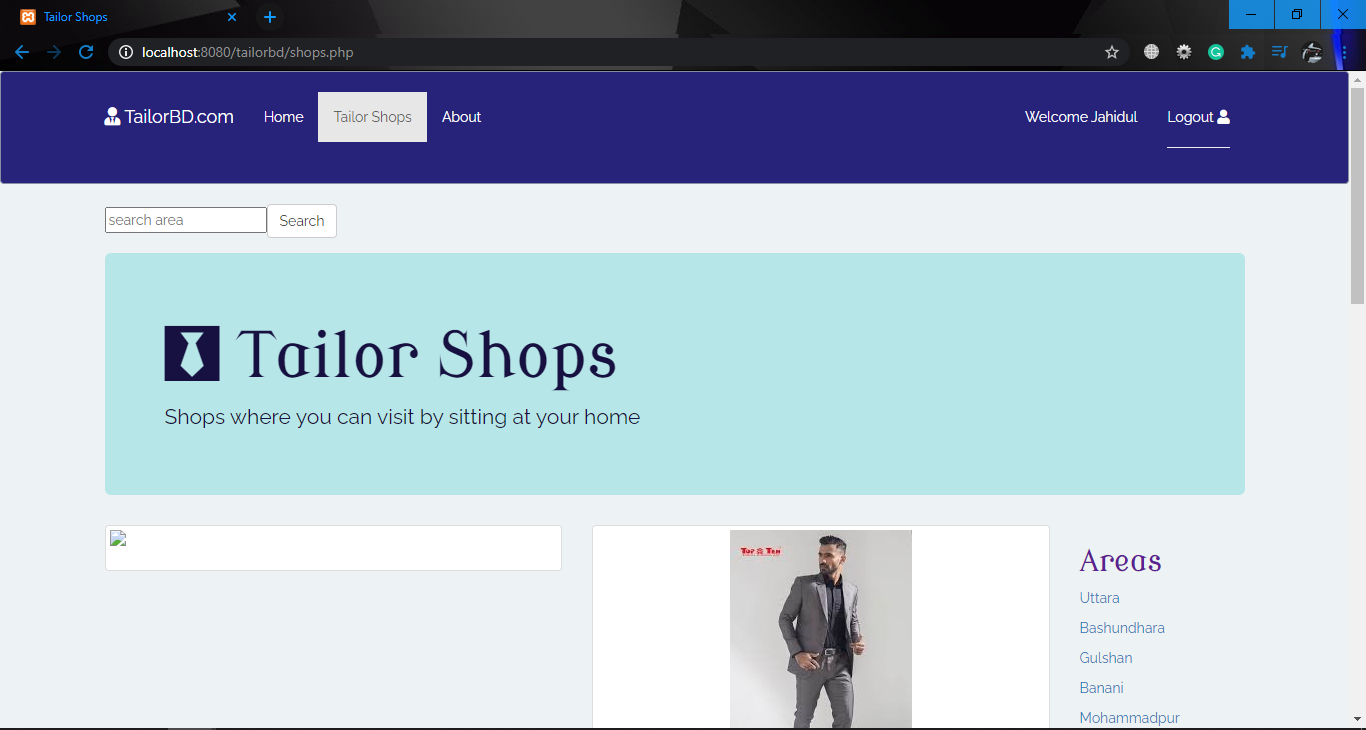 Tailor Shops
localhost:8080/tailorbd/shops.php
TailorBD.com Home Tailor Shops About Welcome Jahidul Logout
search area Search
Tailor Shops
Shops where you can visit by sitting at your home
TOP TEN
Areas
Uttara
Bashundhara
Gulshan
Banani
Mohammadpur